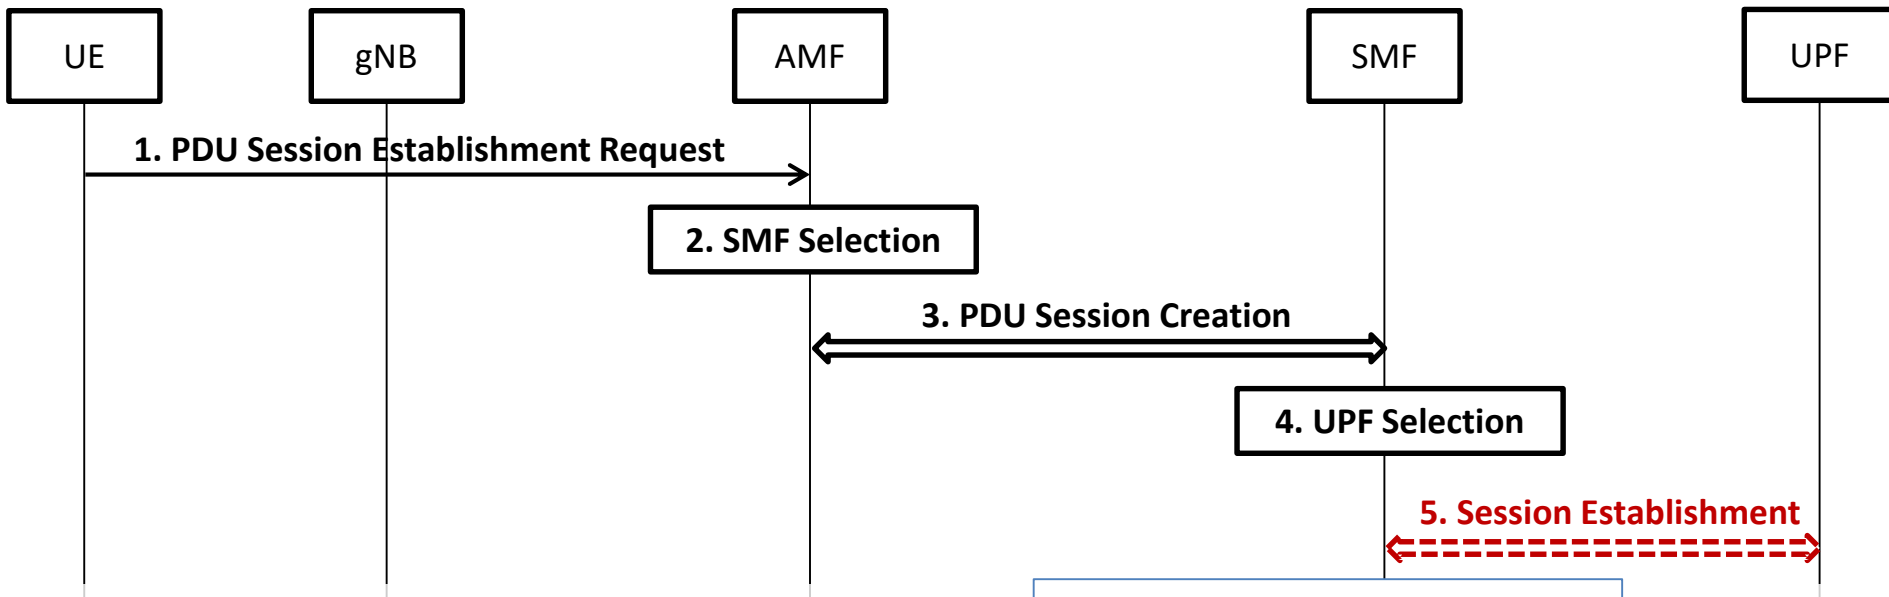 UE
gNB
AMF
SMF
UPF
1. PDU Session Establishment Request
2. SMF Selection
3. PDU Session Creation
4. UPF Selection
5. Session Establishment